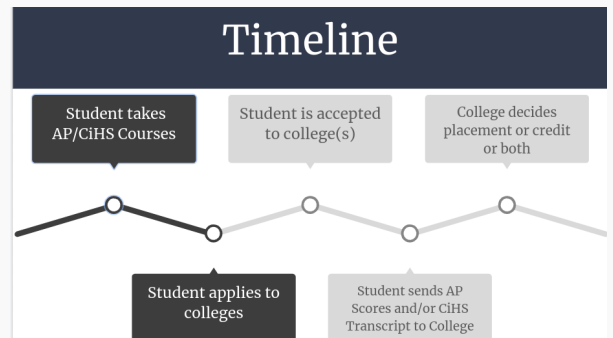 Timeline
Student takes
AP/CiHS Courses
Student is accepted
to college(s)
College decides
placement or credit
or both
Student applies to
colleges
Student sends AP
Scores and/or CiHS
Transcript to College